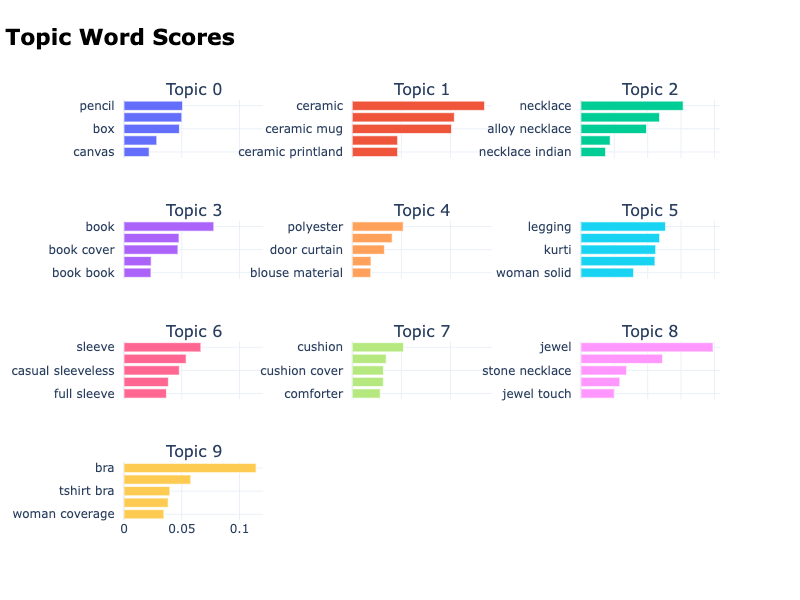 Topic Word Scores
Topic 0
pencil
box
canvas
Topic 1
ceramic
ceramic mug
ceramic printland
Topic 2
necklace
alloy necklace
necklace indian
Topic 3
book
book cover
book book
Topic 4
polyester
door curtain
blouse material
Topic 5
legging
kurti
woman solid
Topic 6
sleeve
casual sleeveless
full sleeve
Topic 7
cushion
cushion cover
comforter
Topic 8
jewel
stone necklace
jewel touch
Topic 9
bra
tshirt bra
woman coverage
0 0.05 0.1